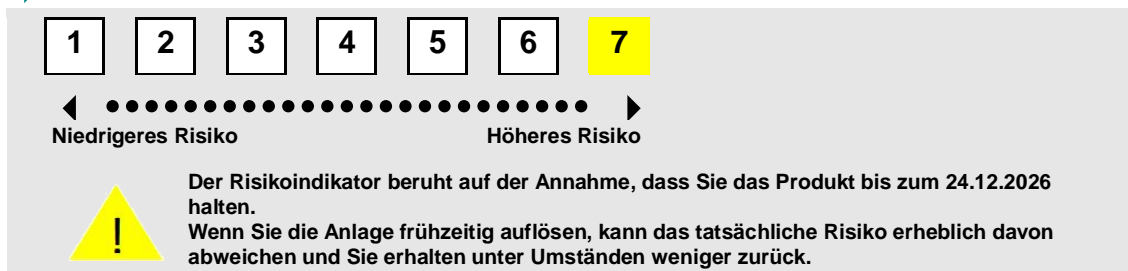 1 2 3 4 5 6 7
Niedrigeres Risiko Höheres Risiko
Der Risikoindikator beruht auf der Annahme, dass Sie das Produkt bis zum 24.12.2026
halten.
! Wenn Sie die Anlage frühzeitig auflösen, kann das tatsächliche Risiko erheblich davon
abweichen und Sie erhalten unter Umständen weniger zurück.